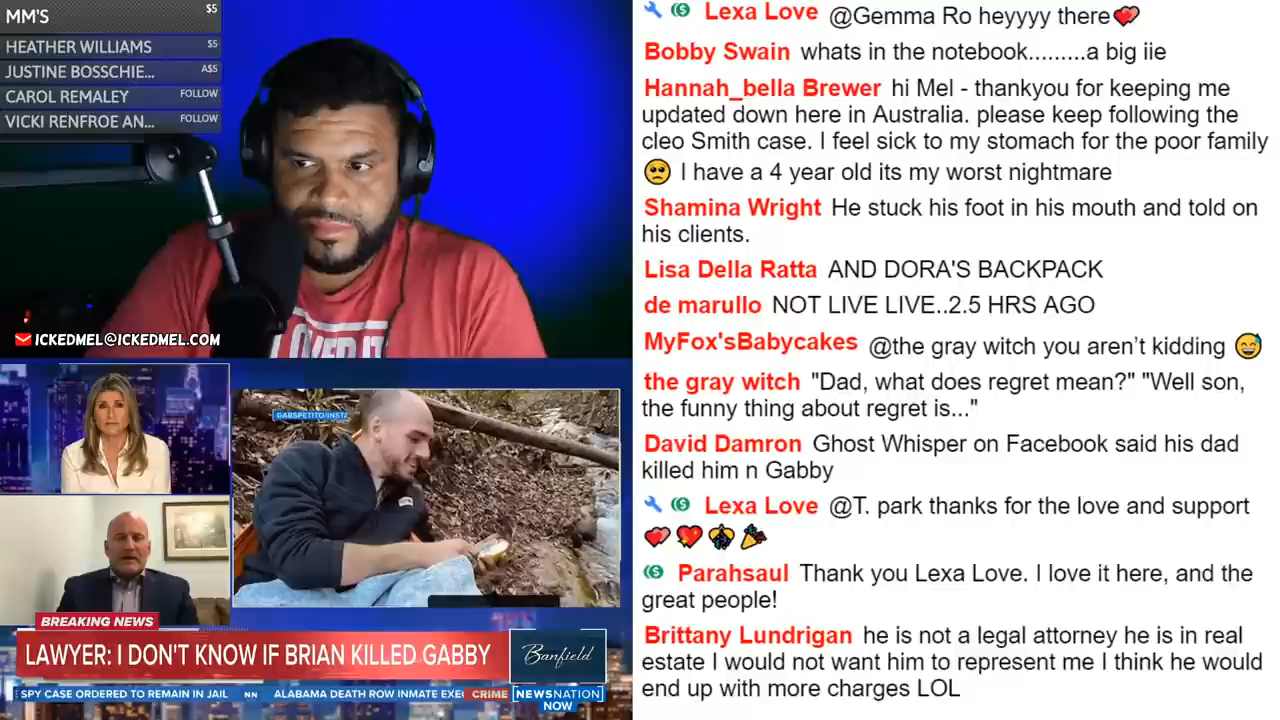 MM'S $5
HEATHER WILLIAMS $5
JUSTINE BOSSCHIE... A$5
CAROL REMALEY FOLLOW
VICKI RENFROE AN... FOLLOW
ICKEDMEL@ICKEDMEL.COM
GABSPETITO/INSTA
BREAKING NEWS
LAWYER: I DON'T KNOW IF BRIAN KILLED GABBY
Banfield
SPY CASE ORDERED TO REMAIN IN JAIL NN ALABAMA DEATH ROW INMATE EXE CRIME
NEWSNATION
NOW
Lexa Love @Gemma Ro heyyyy there
Bobby Swain whats in the notebook.........a big iie
Hannah_bella Brewer hi Mel - thankyou for keeping me
updated down here in Australia. please keep following the
cleo Smith case. I feel sick to my stomach for the poor family
I have a 4 year old its my worst nightmare
Shamina Wright He stuck his foot in his mouth and told on
his clients.
Lisa Della Ratta AND DORA'S BACKPACK
de marullo NOT LIVE LIVE..2.5 HRS AGO
MyFox'sBabycakes @the gray witch you aren't kidding
the gray witch "Dad, what does regret mean?" "Well son,
the funny thing about regret is..."
David Damron Ghost Whisper on Facebook said his dad
killed him n Gabby
Lexa Love @T. park thanks for the love and support
Parahsaul Thank you Lexa Love. I love it here, and the
great people!
Brittany Lundrigan he is not a legal attorney he is in real
estate I would not want him to represent me I think he would
end up with more charges LOL